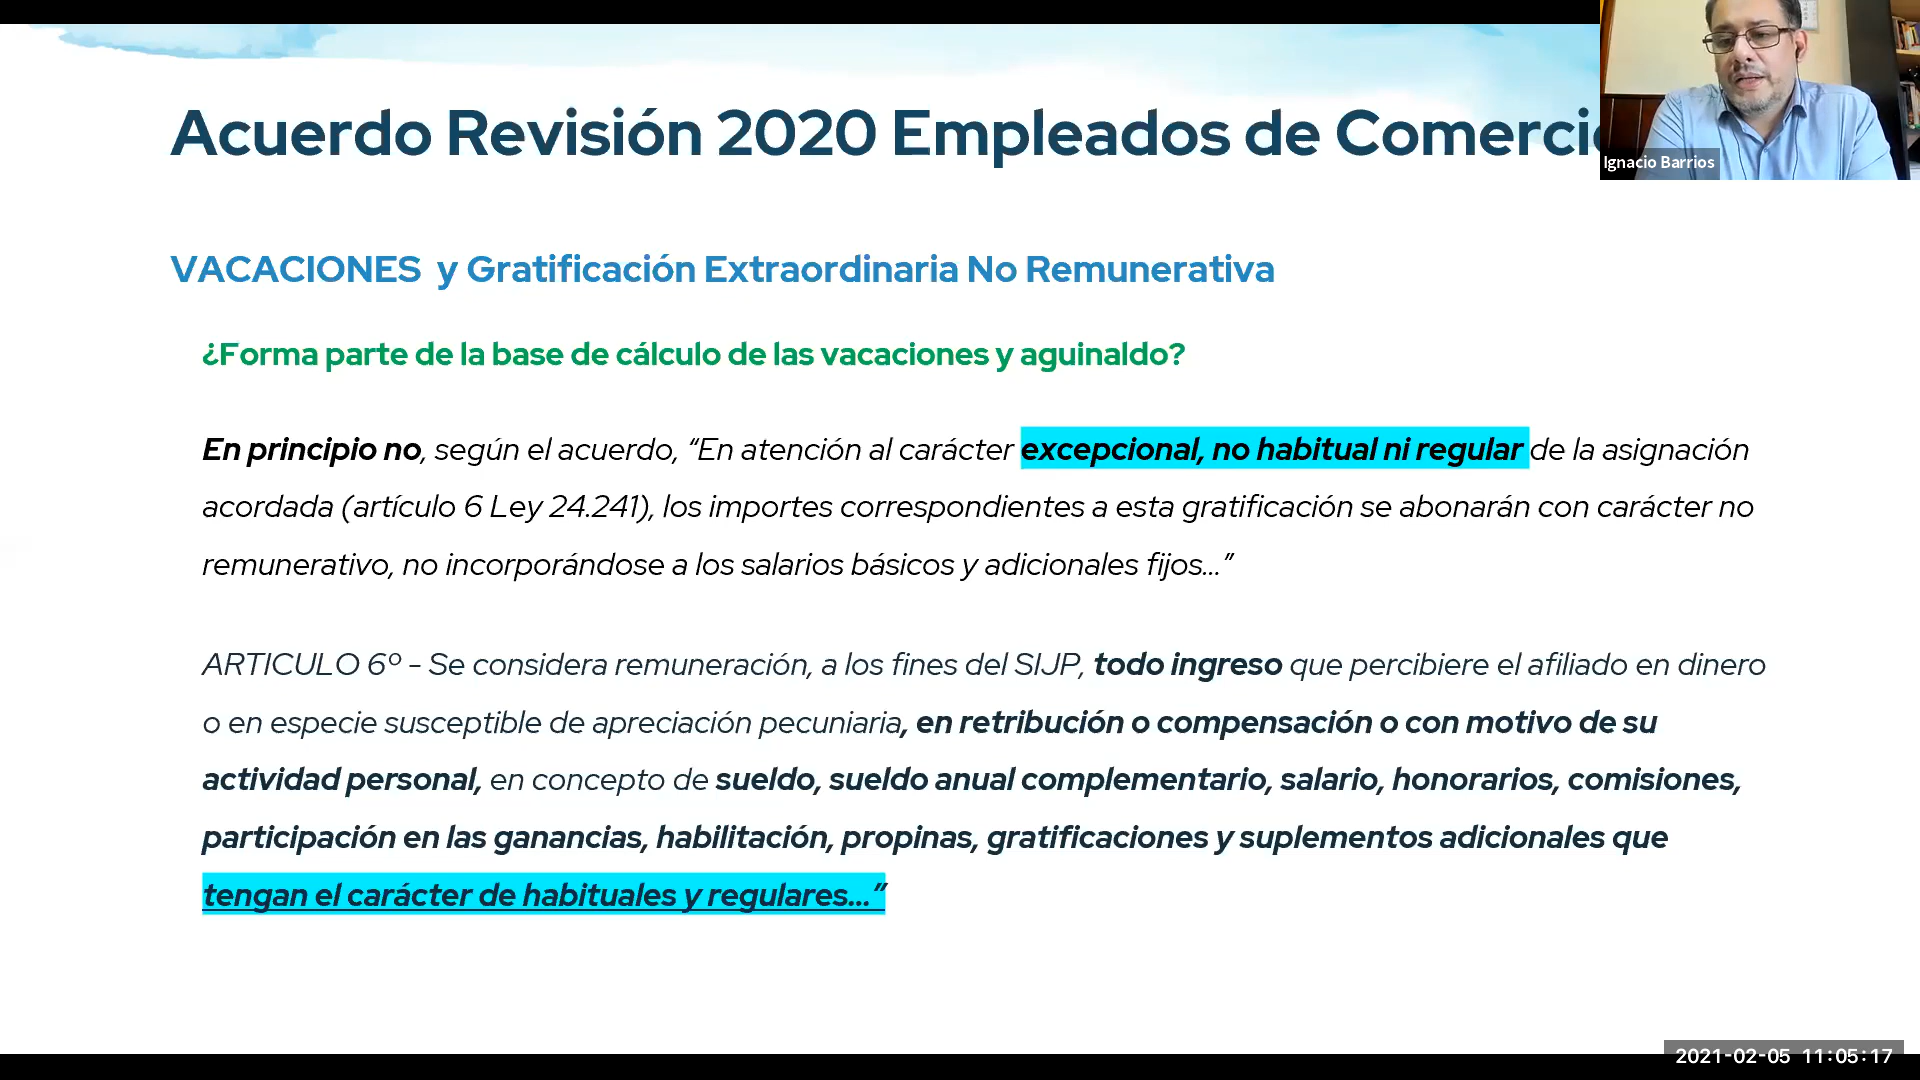 Acuerdo Revisión 2020 Empleados de Comerci
Ignacio Barrios
VACACIONES y Gratificación Extraordinaria No Remunerativa
¿Forma parte de la base de cálculo de las vacaciones y aguinaldo?
En principio no, según el acuerdo, “En atención al carácter excepcional, no habitual ni regular de la asignación
acordada (artículo 6 Ley 24.241), los importes correspondientes a esta gratificación se abonarán con carácter no
remunerativo, no incorporándose a los salarios básicos y adicionales fijos…”
ARTICULO 6º - Se considera remuneración, a los fines del SIJP, todo ingreso que percibiere el afiliado en dinero
o en especie susceptible de apreciación pecuniaria, en retribución o compensación o con motivo de su
actividad personal, en concepto de sueldo, sueldo anual complementario, salario, honorarios, comisiones,
participación en las ganancias, habilitación, propinas, gratificaciones y suplementos adicionales que
tengan el carácter de habituales y regulares…”
2021-02-05 11:05:17